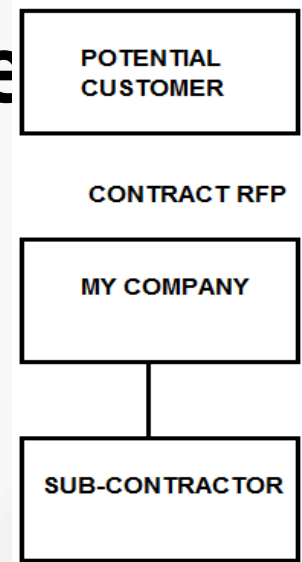 POTENTIAL
CUSTOMER
CONTRACT RFP
MY COMPANY
SUB-CONTRACTOR